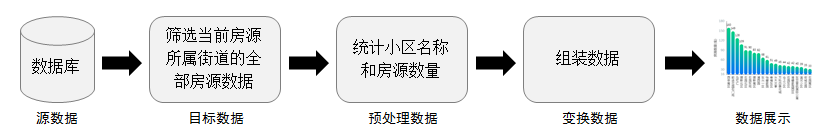 数据库
筛选当前房源
所属街道的全
部房源数据
统计小区名称
和房源数量
组装数据
源数据
目标数据
预处理数据
变换数据
数据展示